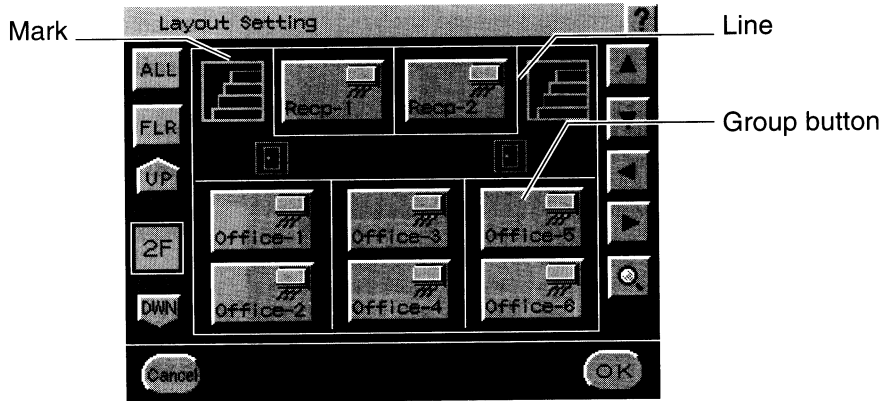 Layout Setting ?
Mark
Line
Group button
ALL
FLR
UP
2F
DWN
Recp-1 Recp-2
Office-1 Office-3 Office-5
Office-2 Office-4 Office-6
Cancel OK